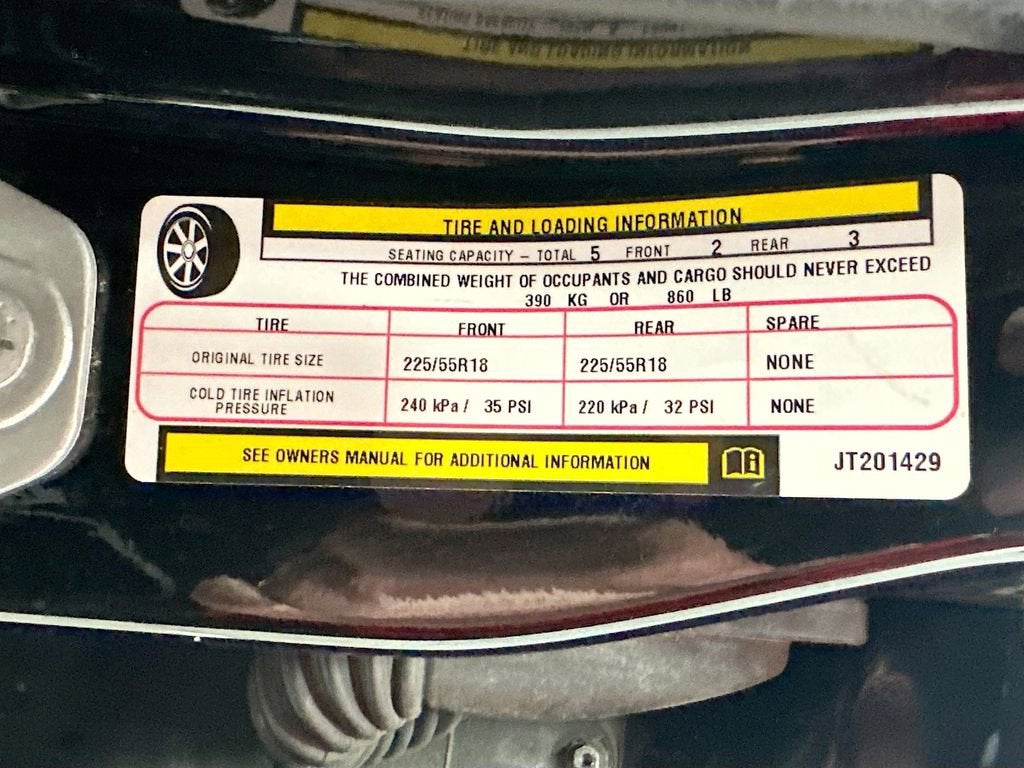 TIRE AND LOADING INFORMATION
SEATING CAPACITY – TOTAL 5 FRONT 2 REAR 3
THE COMBINED WEIGHT OF OCCUPANTS AND CARGO SHOULD NEVER EXCEED
390 KG OR 860 LB
TIRE FRONT REAR SPARE
ORIGINAL TIRE SIZE 225/55R18 225/55R18 NONE
COLD TIRE INFLATION
PRESSURE 240 kPa / 35 PSI 220 kPa / 32 PSI NONE
SEE OWNERS MANUAL FOR ADDITIONAL INFORMATION
JT201429